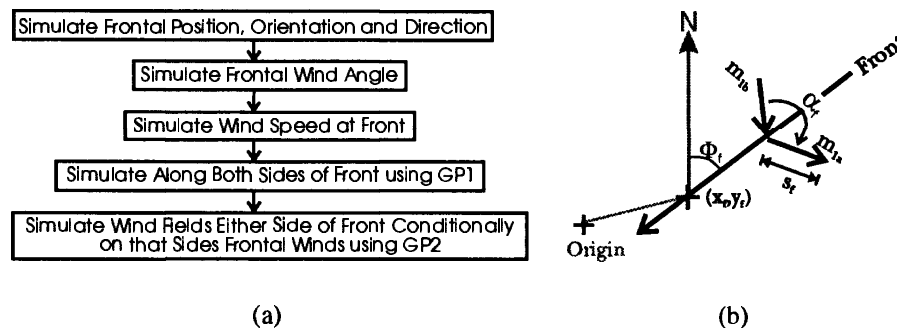 Simulate Frontal Position, Orientation and Direction
Simulate Frontal Wind Angle
Simulate Wind Speed at Front
Simulate Along Both Sides of Front using GP1
Simulate Wind Fields Either Side of Front Conditionally
on that Sides Frontal Winds using GP2
(a)
N
Front
m1b
αf
Φf
m1a
sf
(xf,yf)
Origin
(b)